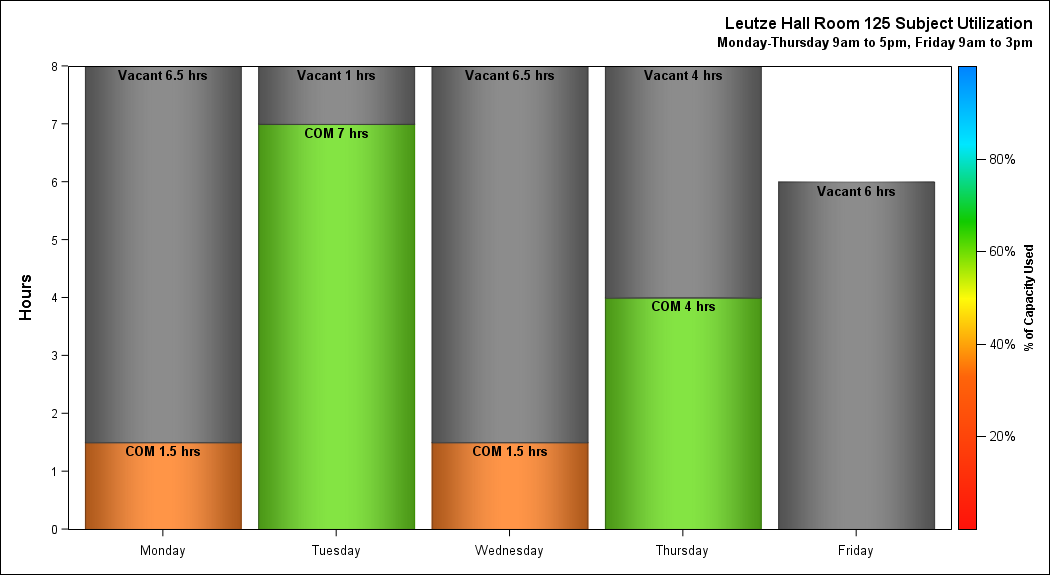 Leutze Hall Room 125 Subject Utilization
Monday-Thursday 9am to 5pm, Friday 9am to 3pm
Hours
8
7
6
5
4
3
2
1
0
Vacant 6.5 hrs
COM 1.5 hrs
Vacant 1 hrs
COM 7 hrs
Vacant 6.5 hrs
COM 1.5 hrs
Vacant 4 hrs
COM 4 hrs
Vacant 6 hrs
Monday
Tuesday
Wednesday
Thursday
Friday
80%
60%
40%
20%
% of Capacity Used